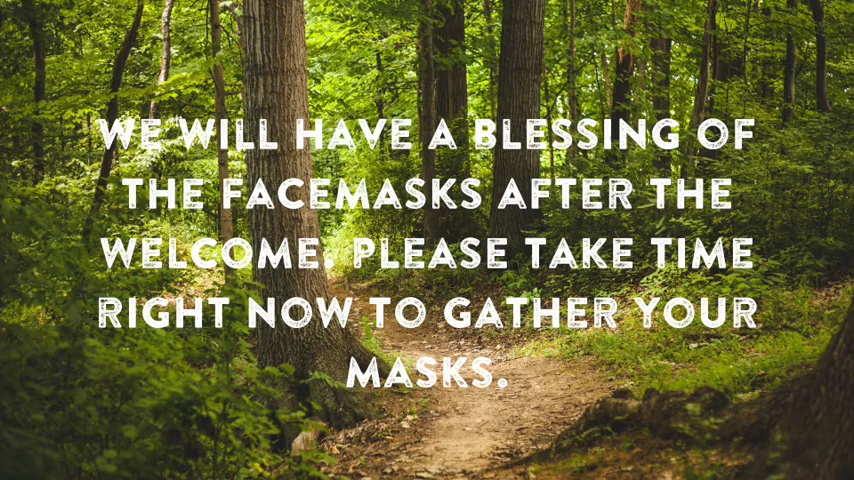 WE WILL HAVE A BLESSING OF
THE FACEMASKS AFTER THE
WELCOME. PLEASE TAKE TIME
RIGHT NOW TO GATHER YOUR
MASKS.